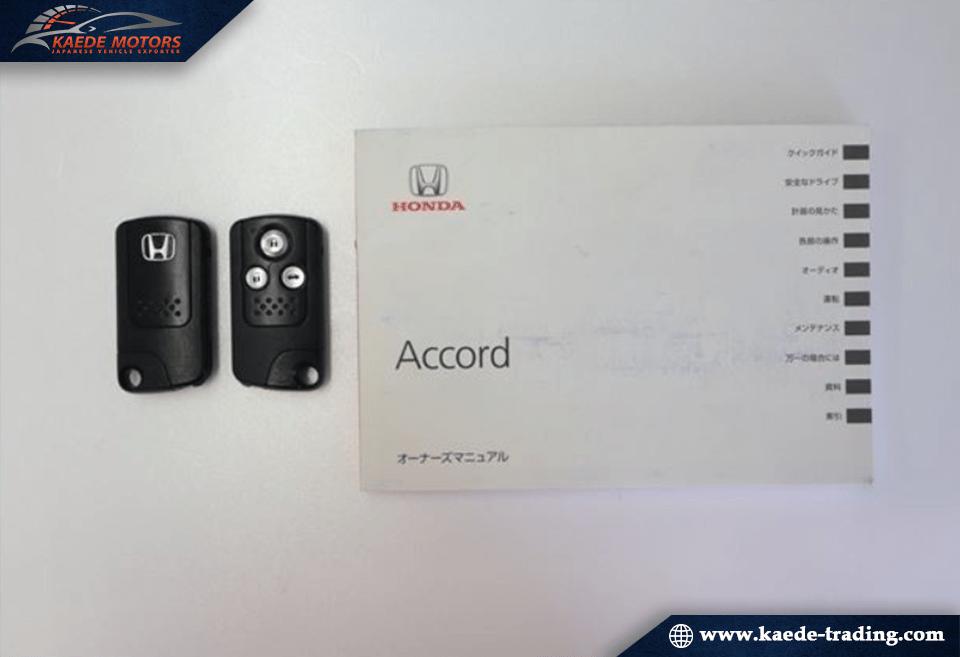 KAEDE MOTORS
JAPANESE VEHICLE EXPORTER
HONDA
Accord
オーナーズマニュアル
クイックガイド
安全なドライブ
計器の見かた
各部の操作
オーディオ
運転
メンテナンス
万一の場合には
資料
索引
www.kaede-trading.com